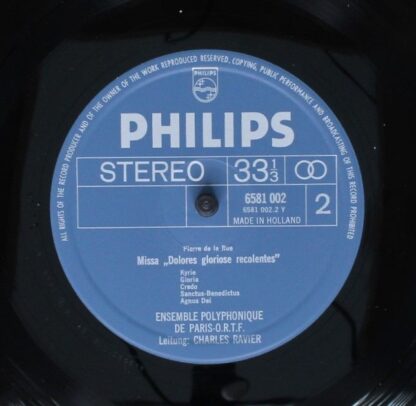 ALL RIGHTS OF THE RECORD PRODUCER AND OF THE OWNER OF THE WORK REPRODUCED RESERVED. COPYING, PUBLIC PERFORMANCE AND BROADCASTING OF THIS RECORD PROHIBITED
PHILIPS
PHILIPS
STEREO 33 1/3
6581 002
6581 002.2 Y
MADE IN HOLLAND
2
Pierre de la Rue
Missa „Dolores gloriose recolentes"
Kyrie
Gloria
Credo
Sanctus-Benedictus
Agnus Dei
ENSEMBLE POLYPHONIQUE
DE PARIS-O.R.T.F.
Leitung: CHARLES RAVIER